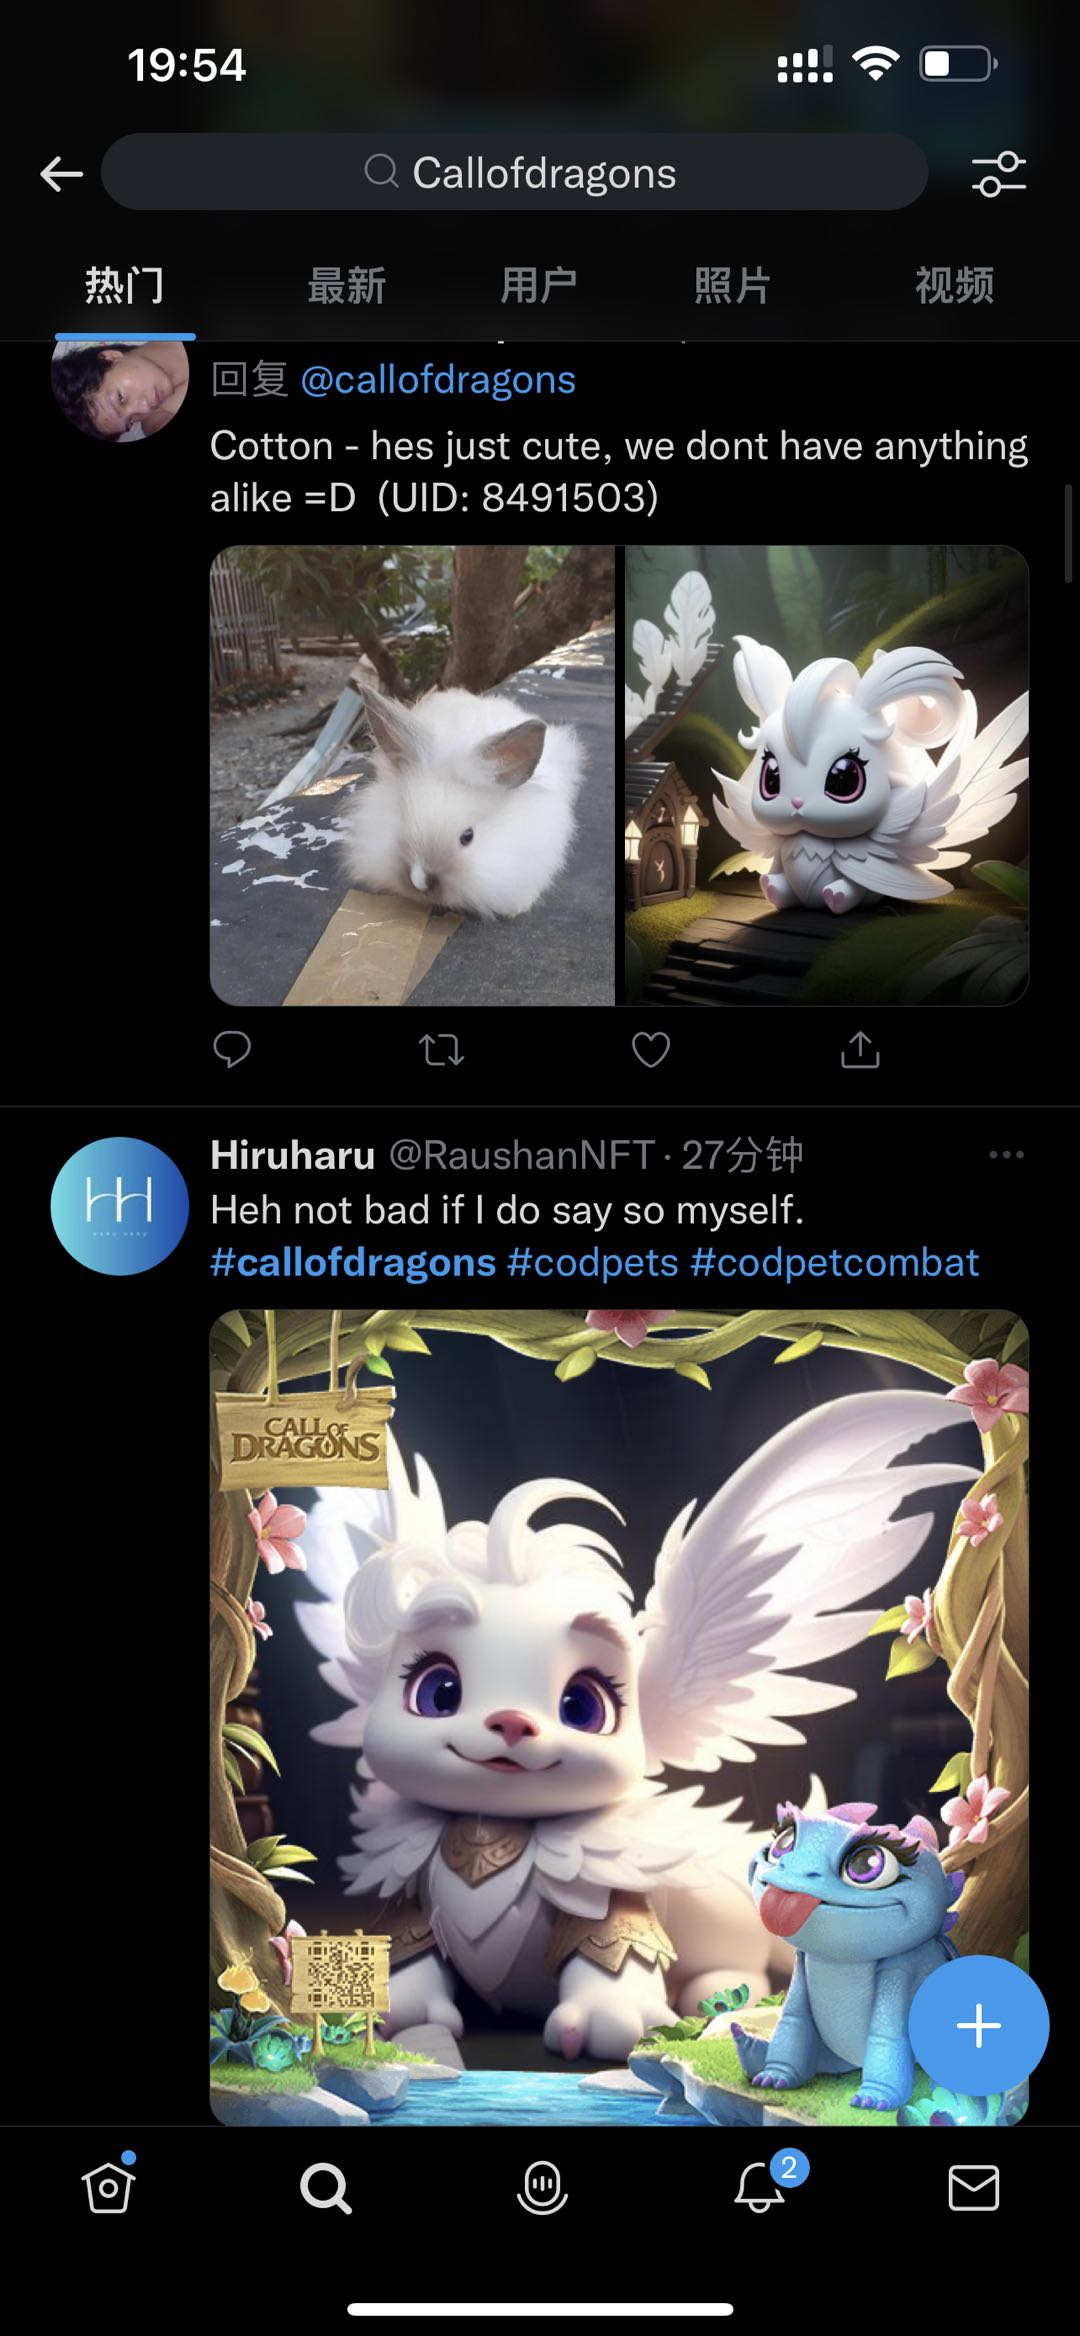 19:54
Callofdragons
热门 最新 用户 照片 视频
回复 @callofdragons
Cotton - hes just cute, we dont have anything
alike =D (UID: 8491503)
Hiruharu @RaushanNFT · 27分钟
HH
Heh not bad if I do say so myself.
#callofdragons #codpets #codpetcombat
CALL OF
DRAGONS
2